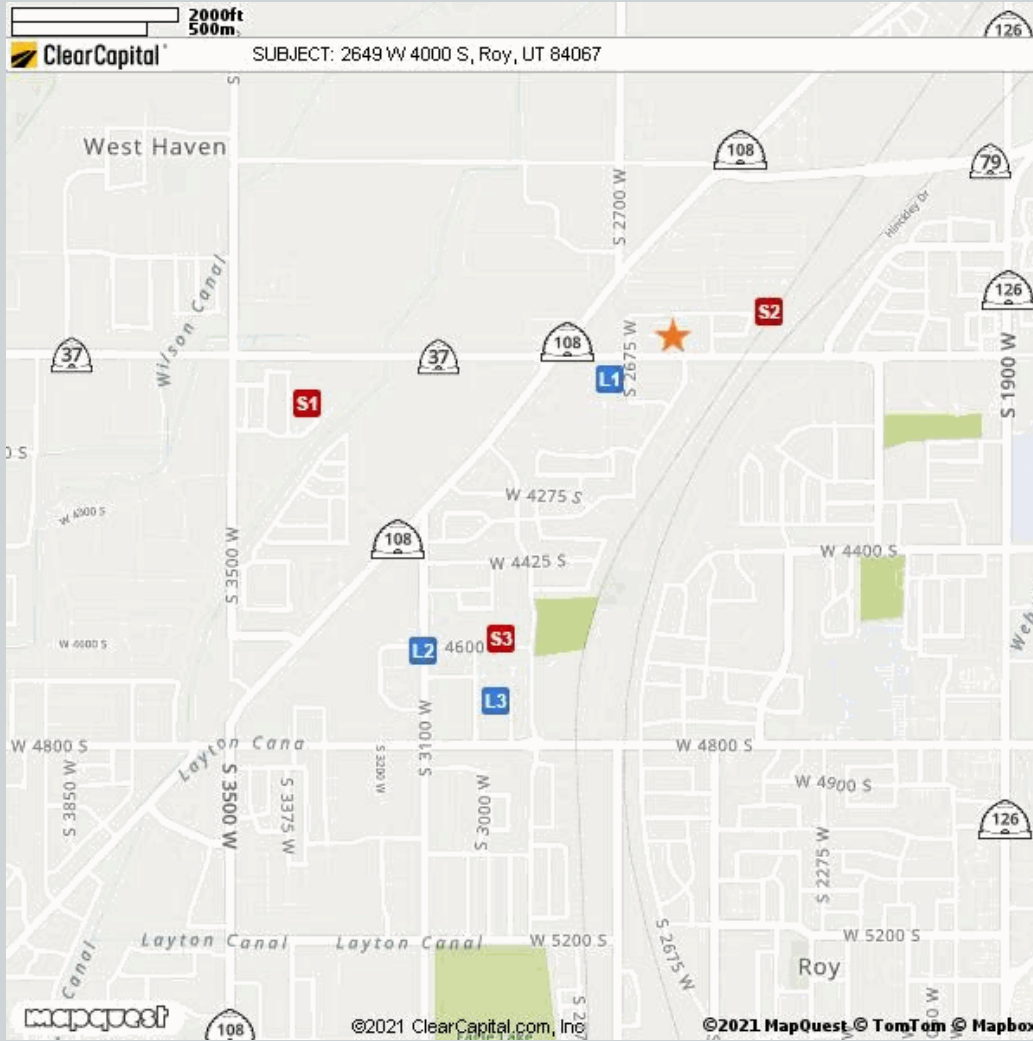 2000ft
500m
126
ClearCapital
SUBJECT: 2649 W 4000 S, Roy, UT 84067
S
West Haven
108
79
S 2700 W
Hinckley Dr
Wilson Canal
126
S2
37
37
108
S 2675 W
L1
S 1900 W
S1
0 S
W 4275 S
W 4300 S
108
W 4425 S
W 4400 S
S 3500 W
W 4600 S
L2
4600
S3
L3
S 3100 W
W 4800 S
Layton Cana
W 4800 S
S 3850 W
S 3500 W
S 3375 W
S 3200 W
S 3000 W
W 4900 S
126
S 2275 W
Layton Canal
Layton Canal
W 5200 S
W 5200 S
Canal
S 2675 W
Roy
mapquest
108
©2021 ClearCapital.com, Inc
©2021 MapQuest © TomTom © Mapbox